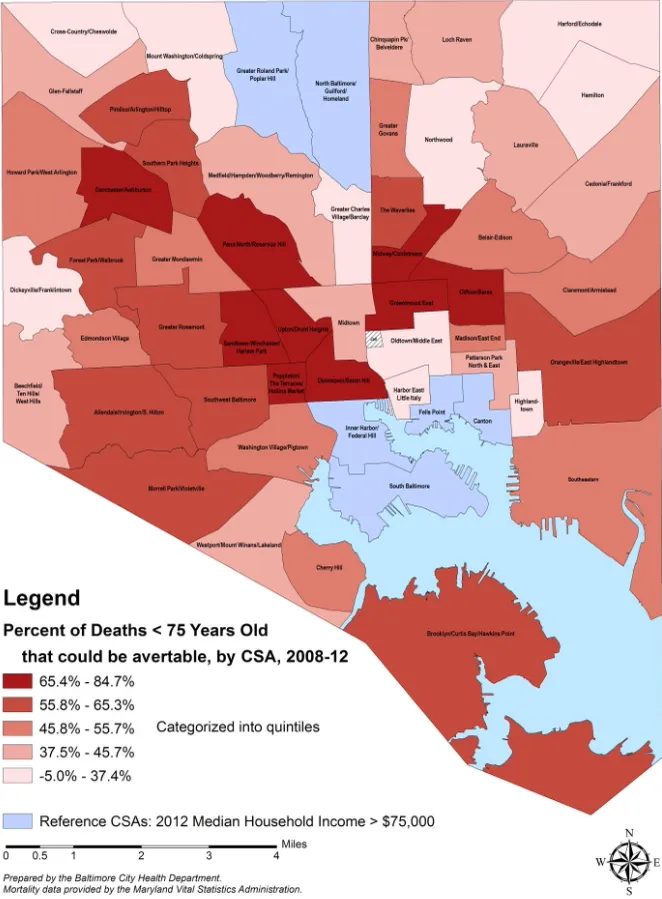 Cross-Country/Cheswolde
Mount Washington/Coldspring
Greater Roland Park/
Poplar Hill
North Baltimore/
Guilford/
Homeland
Chinquapin Pk/
Belvedere
Loch Raven
Harford/Echodale
Glen-Fallstaff
Pimlico/Arlington/Hilltop
Hamilton
Greater
Govans
Northwood
Lauraville
Southern Park Heights
Howard Park/West Arlington
Medfield/Hampden/Woodberry/Remington
Cedonia/Frankford
Dorchester/Ashburton
Greater Charles
Village/Barclay
The Waverlies
Belair-Edison
Penn North/Reservoir Hill
Midway/Coldstream
Forest Park/Walbrook
Greater Mondawmin
Dickeyville/Franklintown
Clifton-Berea
Claremont/Armistead
Greenmount East
Greater Rosemont
Upton/Druid Heights
Midtown
Edmondson Village
Sandtown-Winchester/
Harlem Park
Oldtown/Middle East
Madison/East End
Patterson Park
North & East
Orangeville/East Highlandtown
Poppleton/
The Terraces/
Hollins Market
Downtown/Seton Hill
Beechfield/
Ten Hills/
West Hills
Harbor East/
Little Italy
Highland-
town
Southwest Baltimore
Allendale/Irvington/S. Hilton
Fells Point
Canton
Inner Harbor/
Federal Hill
Washington Village/Pigtown
Southeastern
South Baltimore
Morrell Park/Violetville
Westport/Mount Winans/Lakeland
Cherry Hill
Brooklyn/Curtis Bay/Hawkins Point
Legend
Percent of Deaths < 75 Years Old
that could be avertable, by CSA, 2008-12
65.4% - 84.7%
55.8% - 65.3%
45.8% - 55.7%
Categorized into quintiles
37.5% - 45.7%
-5.0% - 37.4%
Reference CSAs: 2012 Median Household Income > $75,000
Miles
0 0.5 1 2 3 4
N
W E
S
Prepared by the Baltimore City Health Department.
Mortality data provided by the Maryland Vital Statistics Administration.